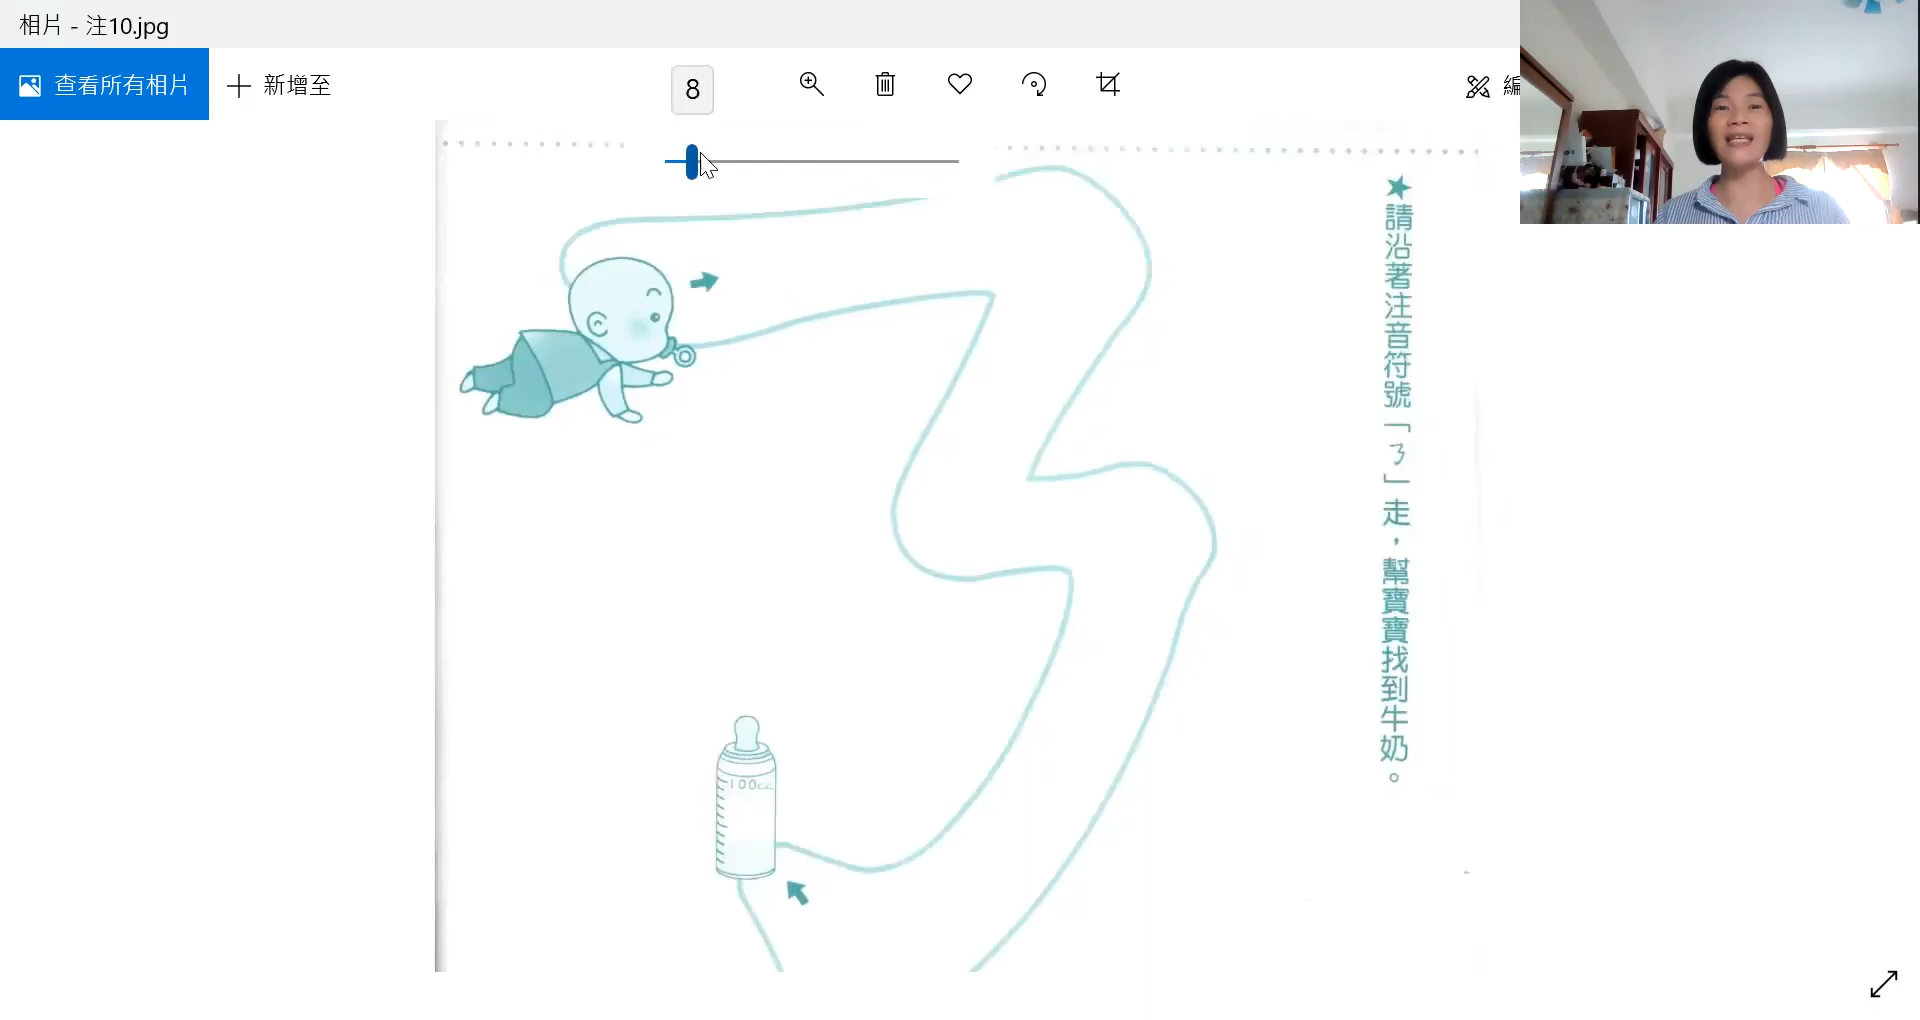 相片 - 注10.jpg
查看所有相片
新增至
8
編
★請沿著注音符號「ㄋ」走，幫寶寶找到牛奶。
100cc